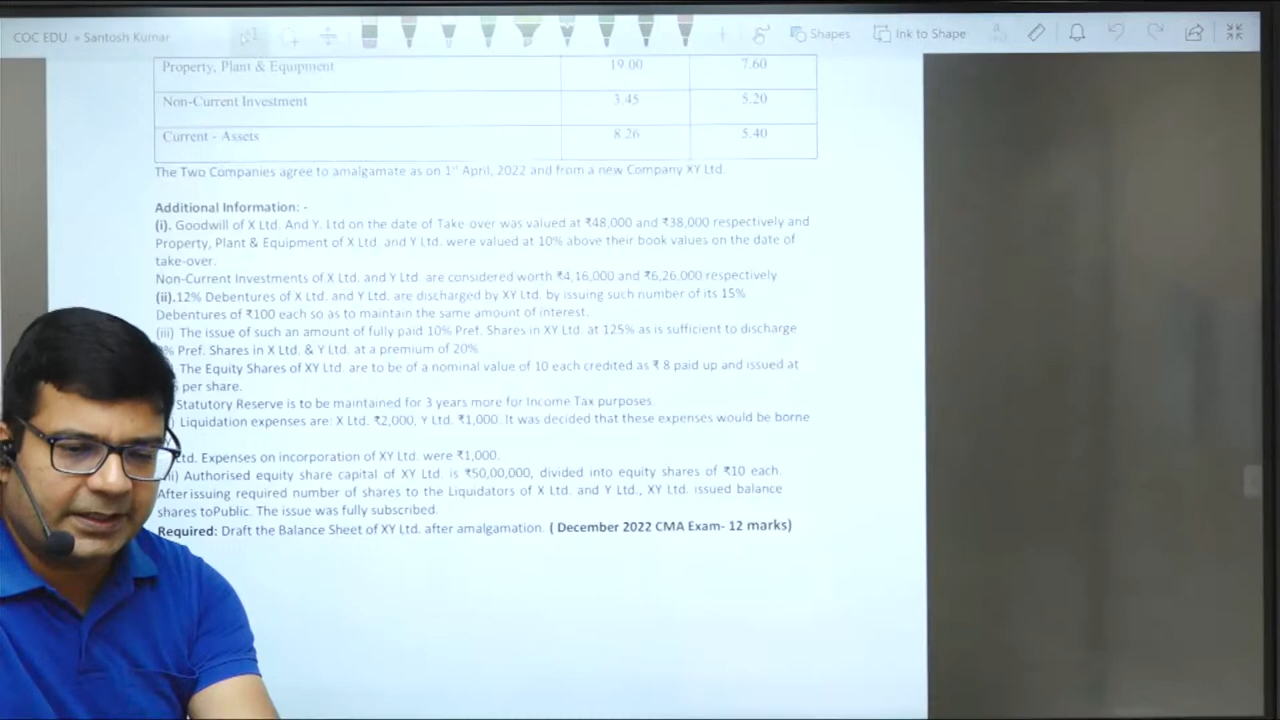 COC EDU » Santosh Kumar
Shapes
Ink to Shape
Property, Plant & Equipment 19.00 7.60
Non-Current Investment 3.45 5.20
Current - Assets 8.26 5.40
The Two Companies agree to amalgamate as on 1st April, 2022 and from a new Company XY Ltd.
Additional Information: -
(i). Goodwill of X Ltd. And Y. Ltd on the date of Take over was valued at ₹48,000 and ₹38,000 respectively and
Property, Plant & Equipment of X Ltd. and Y Ltd. were valued at 10% above their book values on the date of
take-over.
Non-Current Investments of X Ltd. and Y Ltd. are considered worth ₹4,16,000 and ₹6,26,000 respectively
(ii).12% Debentures of X Ltd. and Y Ltd. are discharged by XY Ltd. by issuing such number of its 15%
Debentures of ₹100 each so as to maintain the same amount of interest.
(iii) The issue of such an amount of fully paid 10% Pref. Shares in XY Ltd. at 125% as is sufficient to discharge
% Pref. Shares in X Ltd. & Y Ltd. at a premium of 20%
The Equity Shares of XY Ltd. are to be of a nominal value of 10 each credited as ₹ 8 paid up and issued at
per share.
Statutory Reserve is to be maintained for 3 years more for Income Tax purposes
Liquidation expenses are: X Ltd. ₹2,000, Y Ltd. ₹1,000. It was decided that these expenses would be borne
Ltd. Expenses on incorporation of XY Ltd. were ₹1,000.
Authorised equity share capital of XY Ltd. is ₹50,00,000, divided into equity shares of ₹10 each.
After issuing required number of shares to the Liquidators of X Ltd. and Y Ltd., XY Ltd. issued balance
shares toPublic. The issue was fully subscribed.
Required: Draft the Balance Sheet of XY Ltd. after amalgamation. ( December 2022 CMA Exam- 12 marks)